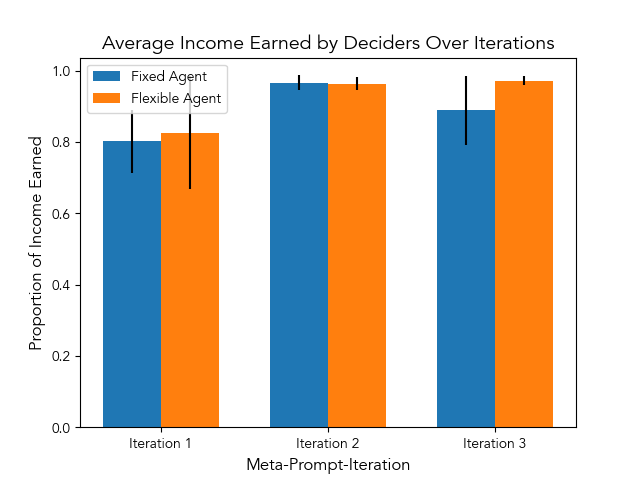 Average Income Earned by Deciders Over Iterations
Fixed Agent
Flexible Agent
1.0
0.8
0.6
0.4
0.2
0.0
Proportion of Income Earned
Iteration 1
Iteration 2
Iteration 3
Meta-Prompt-Iteration